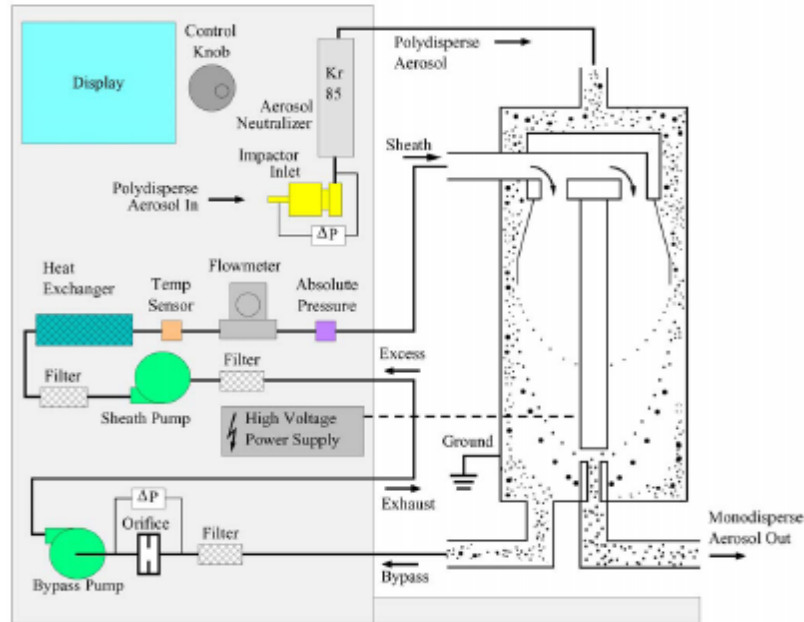 Control
Knob
Display
Kr
85
Aerosol
Neutralizer
Impactor
Inlet
Polydisperse
Aerosol In
ΔP
Polydisperse
Aerosol
Sheath
Heat
Exchanger
Temp
Sensor
Flowmeter
Absolute
Pressure
Filter
Sheath Pump
Filter
Excess
High Voltage
Power Supply
Ground
ΔP
Orifice
Filter
Exhaust
Bypass Pump
Bypass
Monodisperse
Aerosol Out